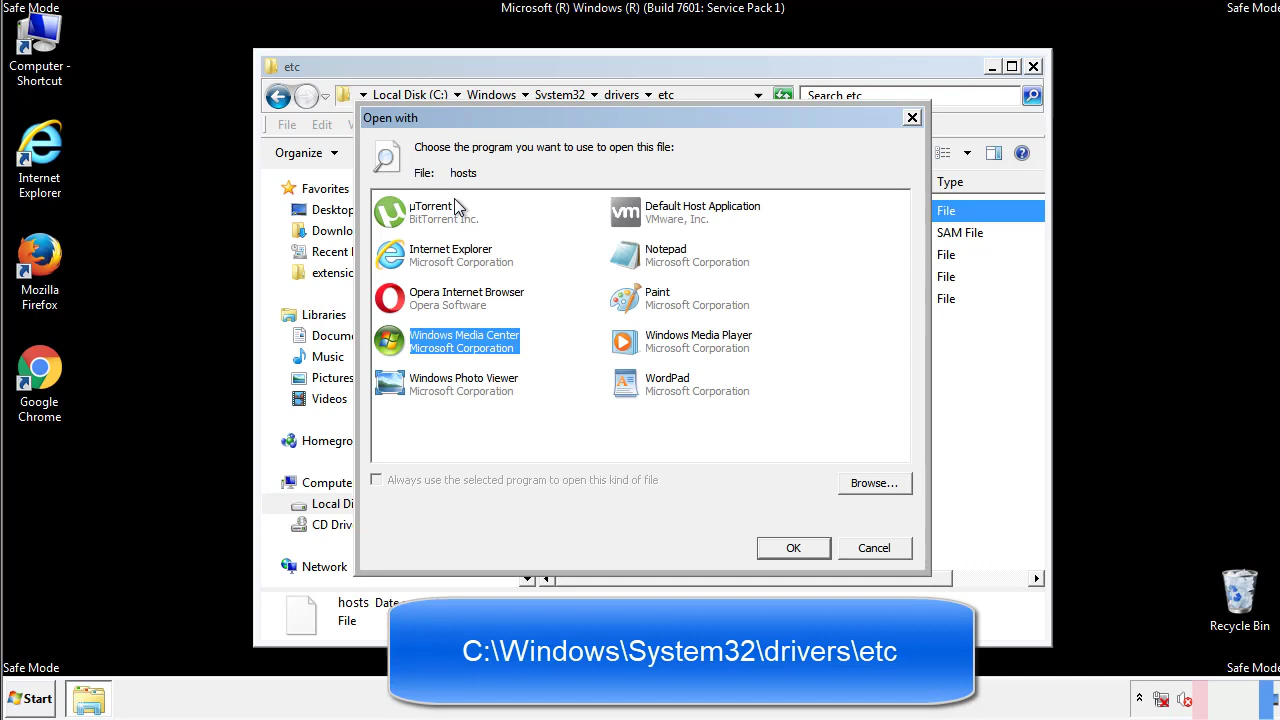 Safe Mode
Microsoft (R) Windows (R) (Build 7601: Service Pack 1)
Safe Mode
Computer -
Shortcut
Internet
Explorer
Mozilla
Firefox
Google
Chrome
etc
Local Disk (C:)
Windows
System32
drivers
etc
Search etc
File
Edit
Organize
Favorites
Desktop
Recent
Libraries
Music
Pictures
Videos
Network
Open with
Choose the program you want to use to open this file:
File: hosts
µTorrent
BitTorrent Inc.
Default Host Application
VMware, Inc.
Internet Explorer
Microsoft Corporation
Notepad
Microsoft Corporation
Opera Internet Browser
Opera Software
Paint
Microsoft Corporation
Windows Media Center
Microsoft Corporation
Windows Media Player
Microsoft Corporation
Windows Photo Viewer
Microsoft Corporation
WordPad
Microsoft Corporation
Always use the selected program to open this kind of file
Browse...
OK
Cancel
Type
File
SAM File
File
File
File
hosts
File
C:\Windows\System32\drivers\etc
Recycle Bin
Safe Mode
Safe Mode
Start